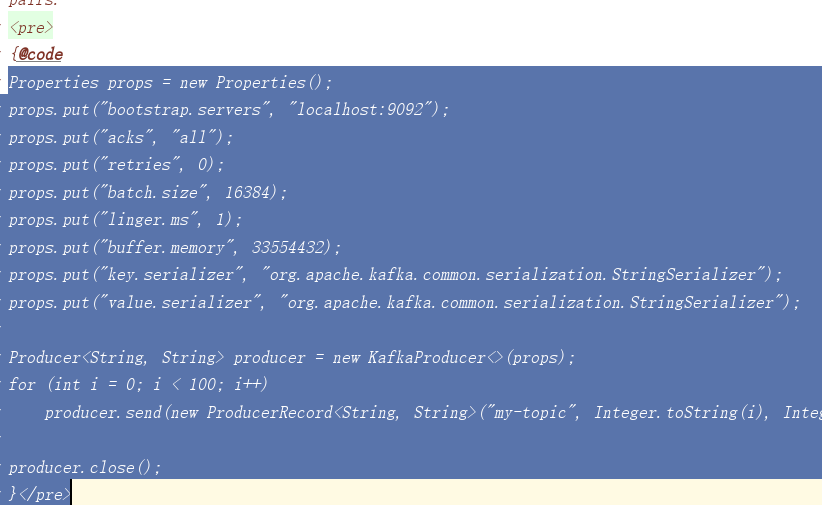 pairs.
<pre>
{@code
Properties props = new Properties();
props.put("bootstrap.servers", "localhost:9092");
props.put("acks", "all");
props.put("retries", 0);
props.put("batch.size", 16384);
props.put("linger.ms", 1);
props.put("buffer.memory", 33554432);
props.put("key.serializer", "org.apache.kafka.common.serialization.StringSerializer");
props.put("value.serializer", "org.apache.kafka.common.serialization.StringSerializer");
Producer<String, String> producer = new KafkaProducer<>(props);
for (int i = 0; i < 100; i++)
producer.send(new ProducerRecord<String, String>("my-topic", Integer.toString(i), Integ
producer.close();
}</pre>